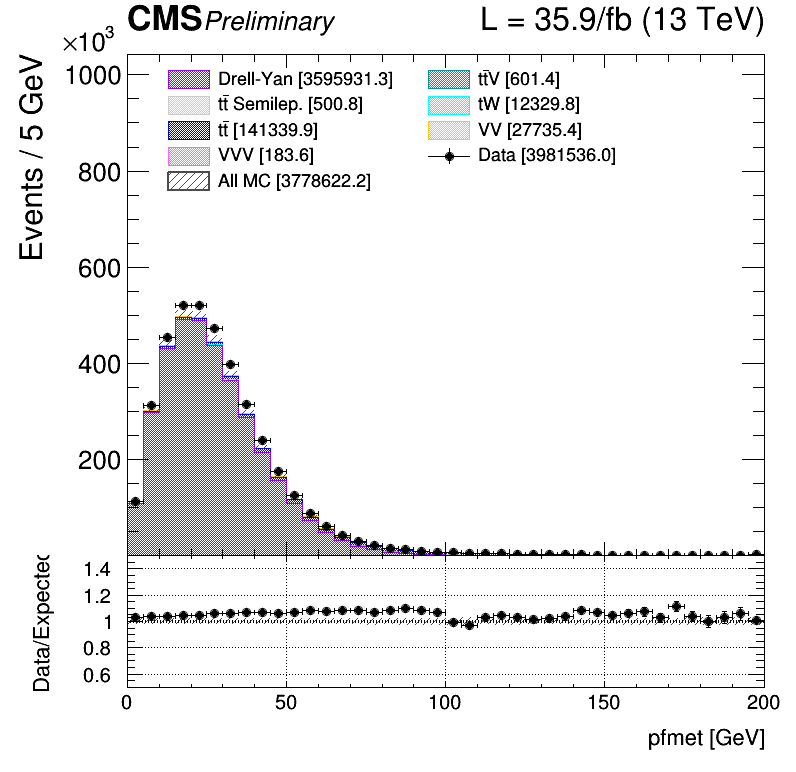 CMS Preliminary L = 35.9/fb (13 TeV)
×10³
Events / 5 GeV
1000
800
600
400
200
Drell-Yan [3595931.3]
tt̄ Semilep. [500.8]
tt̄ [141339.9]
VVV [183.6]
All MC [3778622.2]
tt̄V [601.4]
tW [12329.8]
VV [27735.4]
Data [3981536.0]
Data/Expected
1.4
1.2
1
0.8
0.6
0 50 100 150 200
pfmet [GeV]